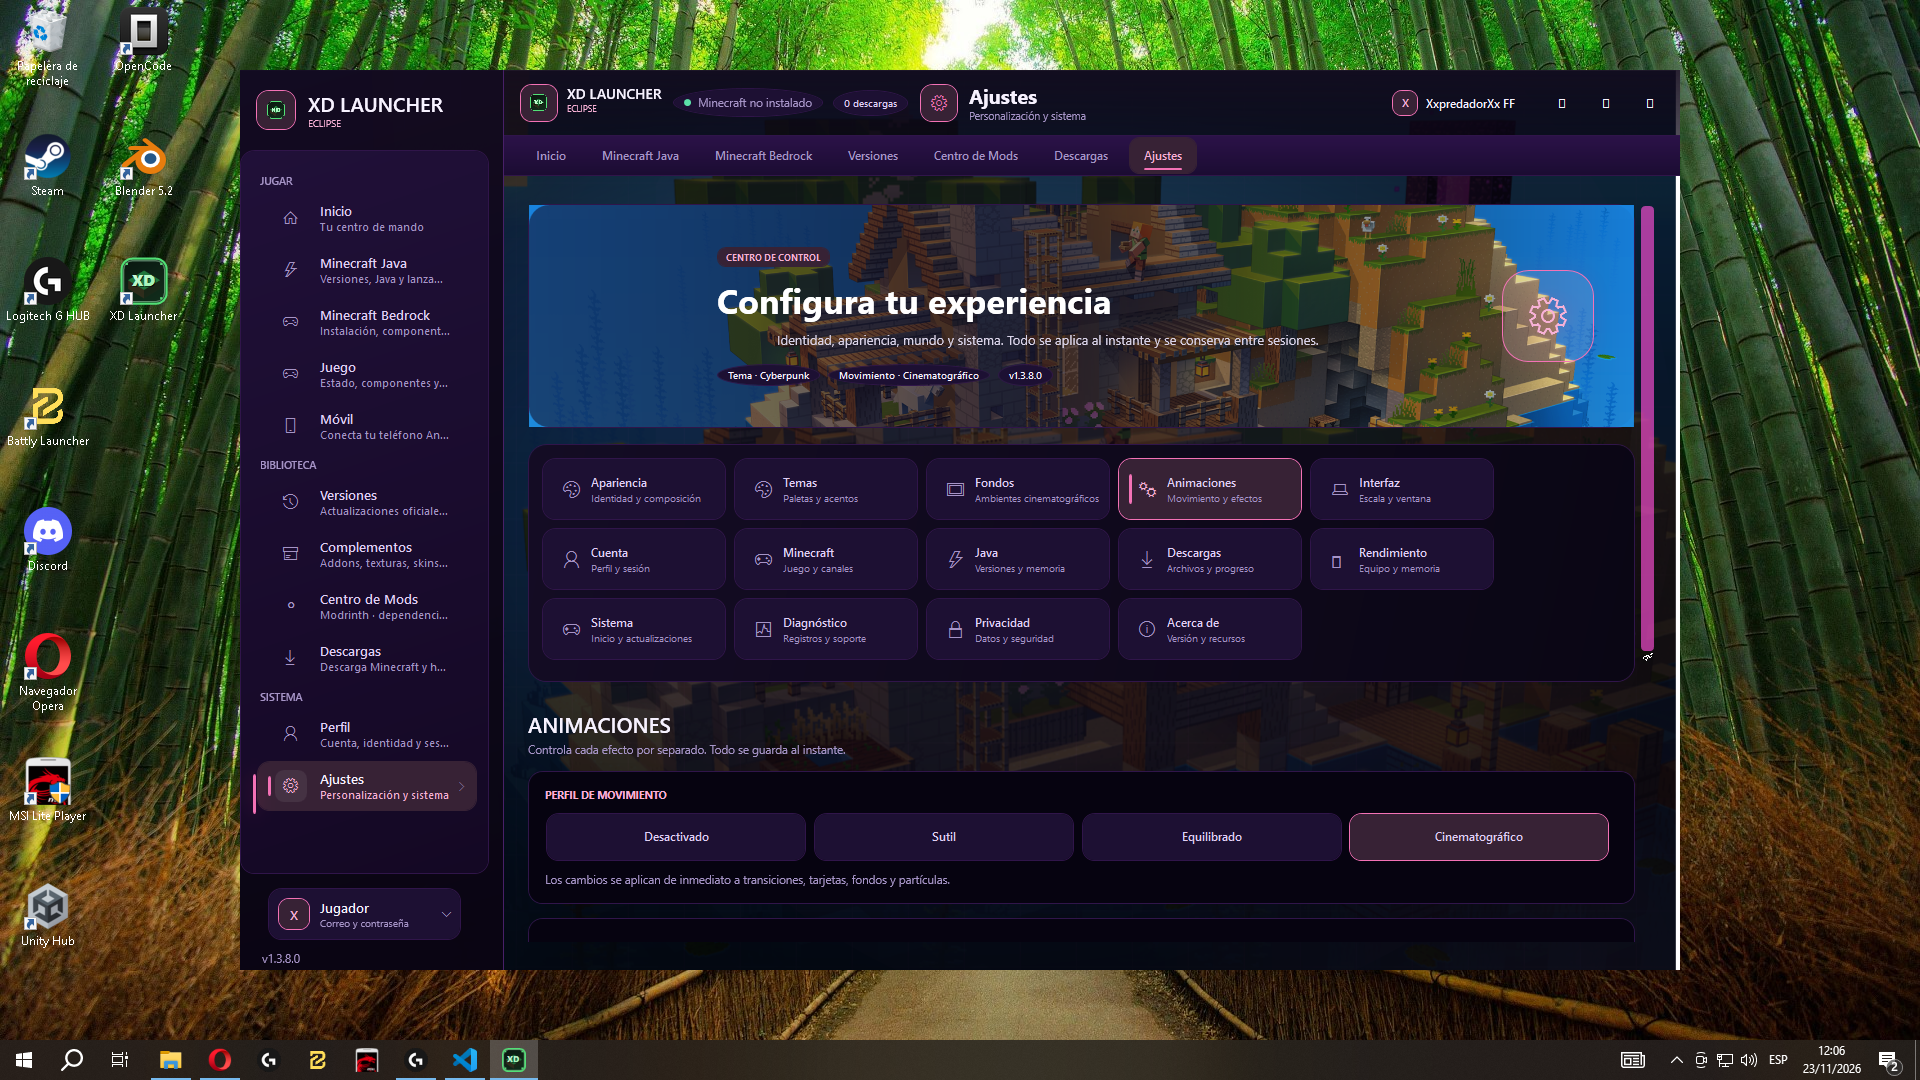 Papelera de
reciclaje
OpenCode
Steam
Blender 5.2
Logitech G HUB
XD Launcher
Battly Launcher
Discord
Navegador
Opera
MSI Lite Player
Unity Hub
XD LAUNCHER
ECLIPSE
JUGAR
Inicio
Tu centro de mando
Minecraft Java
Versiones, Java y lanza...
Minecraft Bedrock
Instalación, component...
Juego
Estado, componentes y...
Móvil
Conecta tu teléfono An...
BIBLIOTECA
Versiones
Actualizaciones oficiale...
Complementos
Addons, texturas, skins...
Centro de Mods
Modrinth · dependenci...
Descargas
Descarga Minecraft y h...
SISTEMA
Perfil
Cuenta, identidad y ses...
Ajustes
Personalización y sistema
X
Jugador
Correo y contraseña
v1.3.8.0
XD
XD LAUNCHER
ECLIPSE
Minecraft no instalado
0 descargas
Ajustes
Personalización y sistema
X
XxpredadorXx FF
Inicio
Minecraft Java
Minecraft Bedrock
Versiones
Centro de Mods
Descargas
Ajustes
CENTRO DE CONTROL
Configura tu experiencia
Identidad, apariencia, mundo y sistema. Todo se aplica al instante y se conserva entre sesiones.
Tema · Cyberpunk
Movimiento · Cinematográfico
v1.3.8.0
Apariencia
Identidad y composición
Temas
Paletas y acentos
Fondos
Ambientes cinematográficos
Animaciones
Movimiento y efectos
Interfaz
Escala y ventana
Cuenta
Perfil y sesión
Minecraft
Juego y canales
Java
Versiones y memoria
Descargas
Archivos y progreso
Rendimiento
Equipo y memoria
Sistema
Inicio y actualizaciones
Diagnóstico
Registros y soporte
Privacidad
Datos y seguridad
Acerca de
Versión y recursos
ANIMACIONES
Controla cada efecto por separado. Todo se guarda al instante.
PERFIL DE MOVIMIENTO
Desactivado
Sutil
Equilibrado
Cinematográfico
Los cambios se aplican de inmediato a transiciones, tarjetas, fondos y partículas.
XD
ESP
12:06
23/11/2026
2